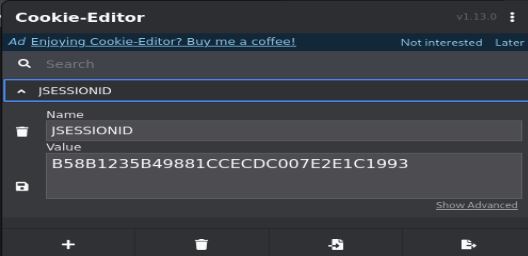 Cookie-Editor v1.13.0
Ad Enjoying Cookie-Editor? Buy me a coffee! Not interested Later
Search
JSESSIONID
Name
JSESSIONID
Value
B58B1235B49881CCECDC007E2E1C1993
Show Advanced